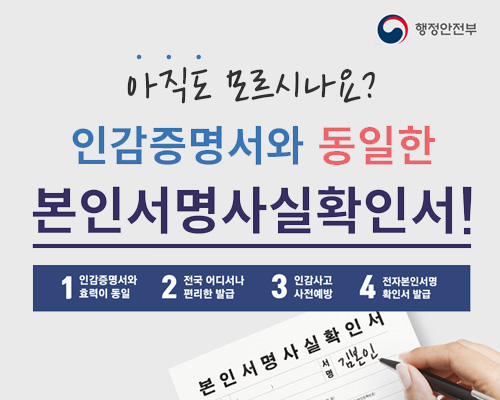 행정안전부
아직도 모르시나요?
인감증명서와 동일한
본인서명사실확인서!
1 인감증명서와 효력이 동일
2 전국 어디서나 편리한 발급
3 인감사고 사전예방
4 전자본인서명 확인서 발급
본인서명사실확인서
서명 김본인